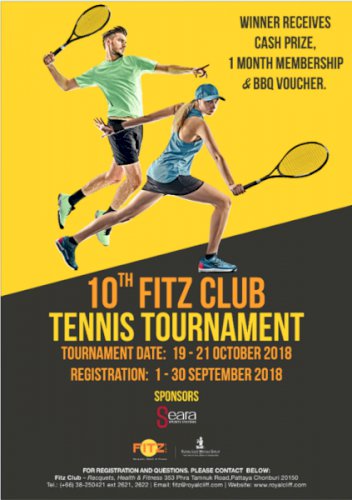 WINNER RECEIVES
CASH PRIZE,
1 MONTH MEMBERSHIP
& BBQ VOUCHER.
10TH FITZ CLUB
TENNIS TOURNAMENT
TOURNAMENT DATE: 19 - 21 OCTOBER 2018
REGISTRATION: 1 - 30 SEPTEMBER 2018
SPONSORS
Seara
FITZ
FOR REGISTRATION AND QUESTIONS, PLEASE CONTACT BELOW:
Fitz Club – Racquets, Health & Fitness 353 Phra Tamnuk Road,Pattaya Chonburi 20150
Tel: (+66) 38-250421 ext 2621, 2622 | Email: fitz@royalcliff.com | Website: www.royalcliff.com